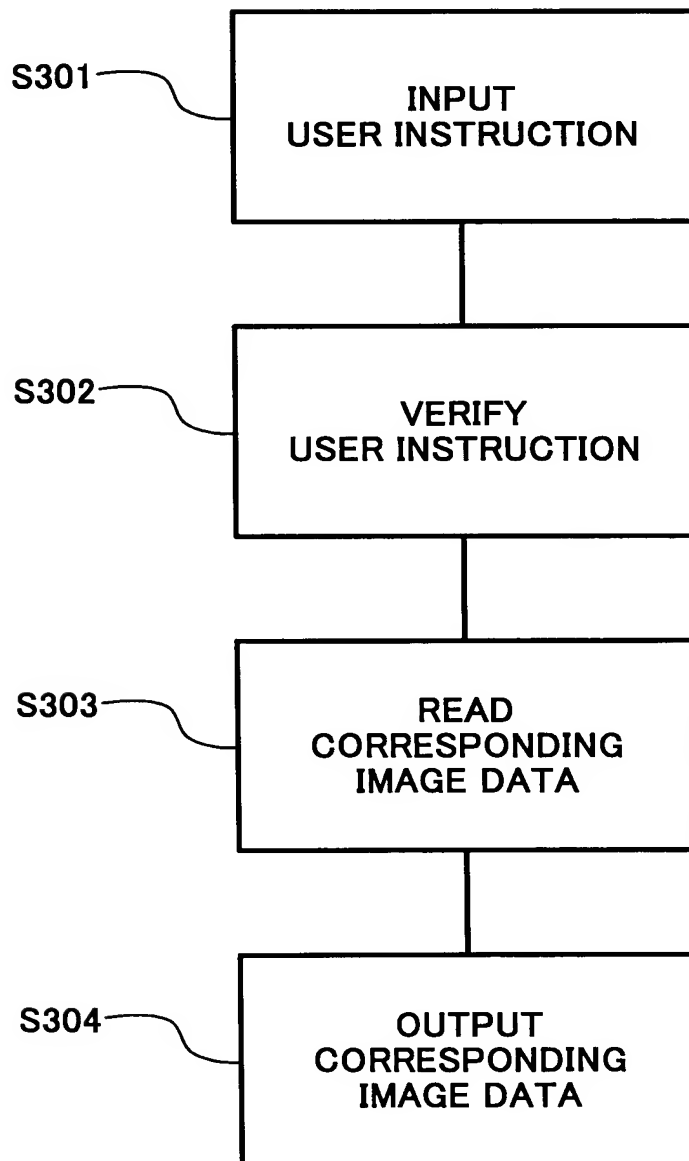 S301
INPUT
USER INSTRUCTION
S302
VERIFY
USER INSTRUCTION
S303
READ
CORRESPONDING
IMAGE DATA
S304
OUTPUT
CORRESPONDING
IMAGE DATA